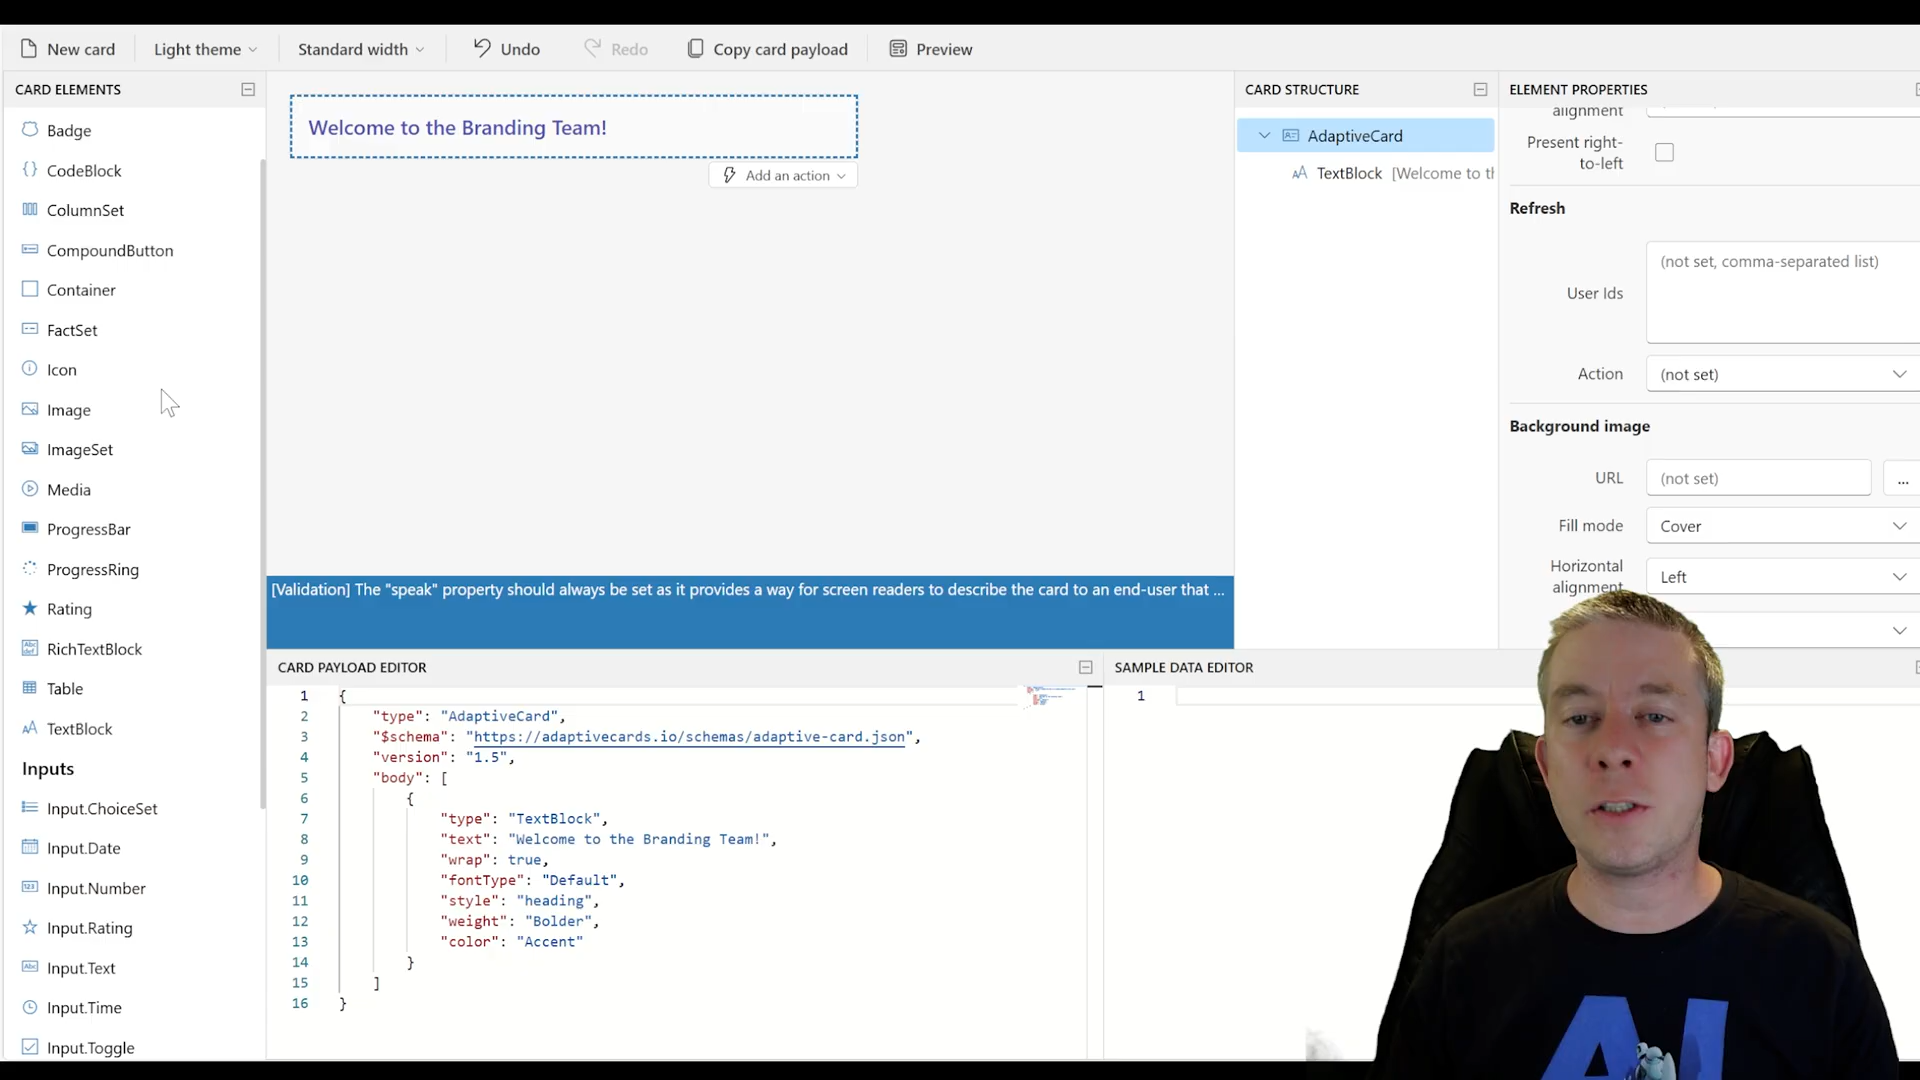 New card
Light theme
Standard width
Undo
Redo
Copy card payload
Preview
CARD ELEMENTS
Badge
CodeBlock
ColumnSet
CompoundButton
Container
FactSet
Icon
Image
ImageSet
Media
ProgressBar
ProgressRing
Rating
RichTextBlock
Table
TextBlock
Inputs
Input.ChoiceSet
Input.Date
Input.Number
Input.Rating
Input.Text
Input.Time
Input.Toggle
Welcome to the Branding Team!
Add an action
[Validation] The "speak" property should always be set as it provides a way for screen readers to describe the card to an end-user that ...
CARD STRUCTURE
AdaptiveCard
TextBlock [Welcome to th
ELEMENT PROPERTIES
alignment
Present right-
to-left
Refresh
User Ids
(not set, comma-separated list)
Action
(not set)
Background image
URL
(not set)
...
Fill mode
Cover
Horizontal
alignment
Left
CARD PAYLOAD EDITOR
1 {
2 "type": "AdaptiveCard",
3 "$schema": "https://adaptivecards.io/schemas/adaptive-card.json",
4 "version": "1.5",
5 "body": [
6 {
7 "type": "TextBlock",
8 "text": "Welcome to the Branding Team!",
9 "wrap": true,
10 "fontType": "Default",
11 "style": "heading",
12 "weight": "Bolder",
13 "color": "Accent"
14 }
15 ]
16 }
SAMPLE DATA EDITOR
1
AI